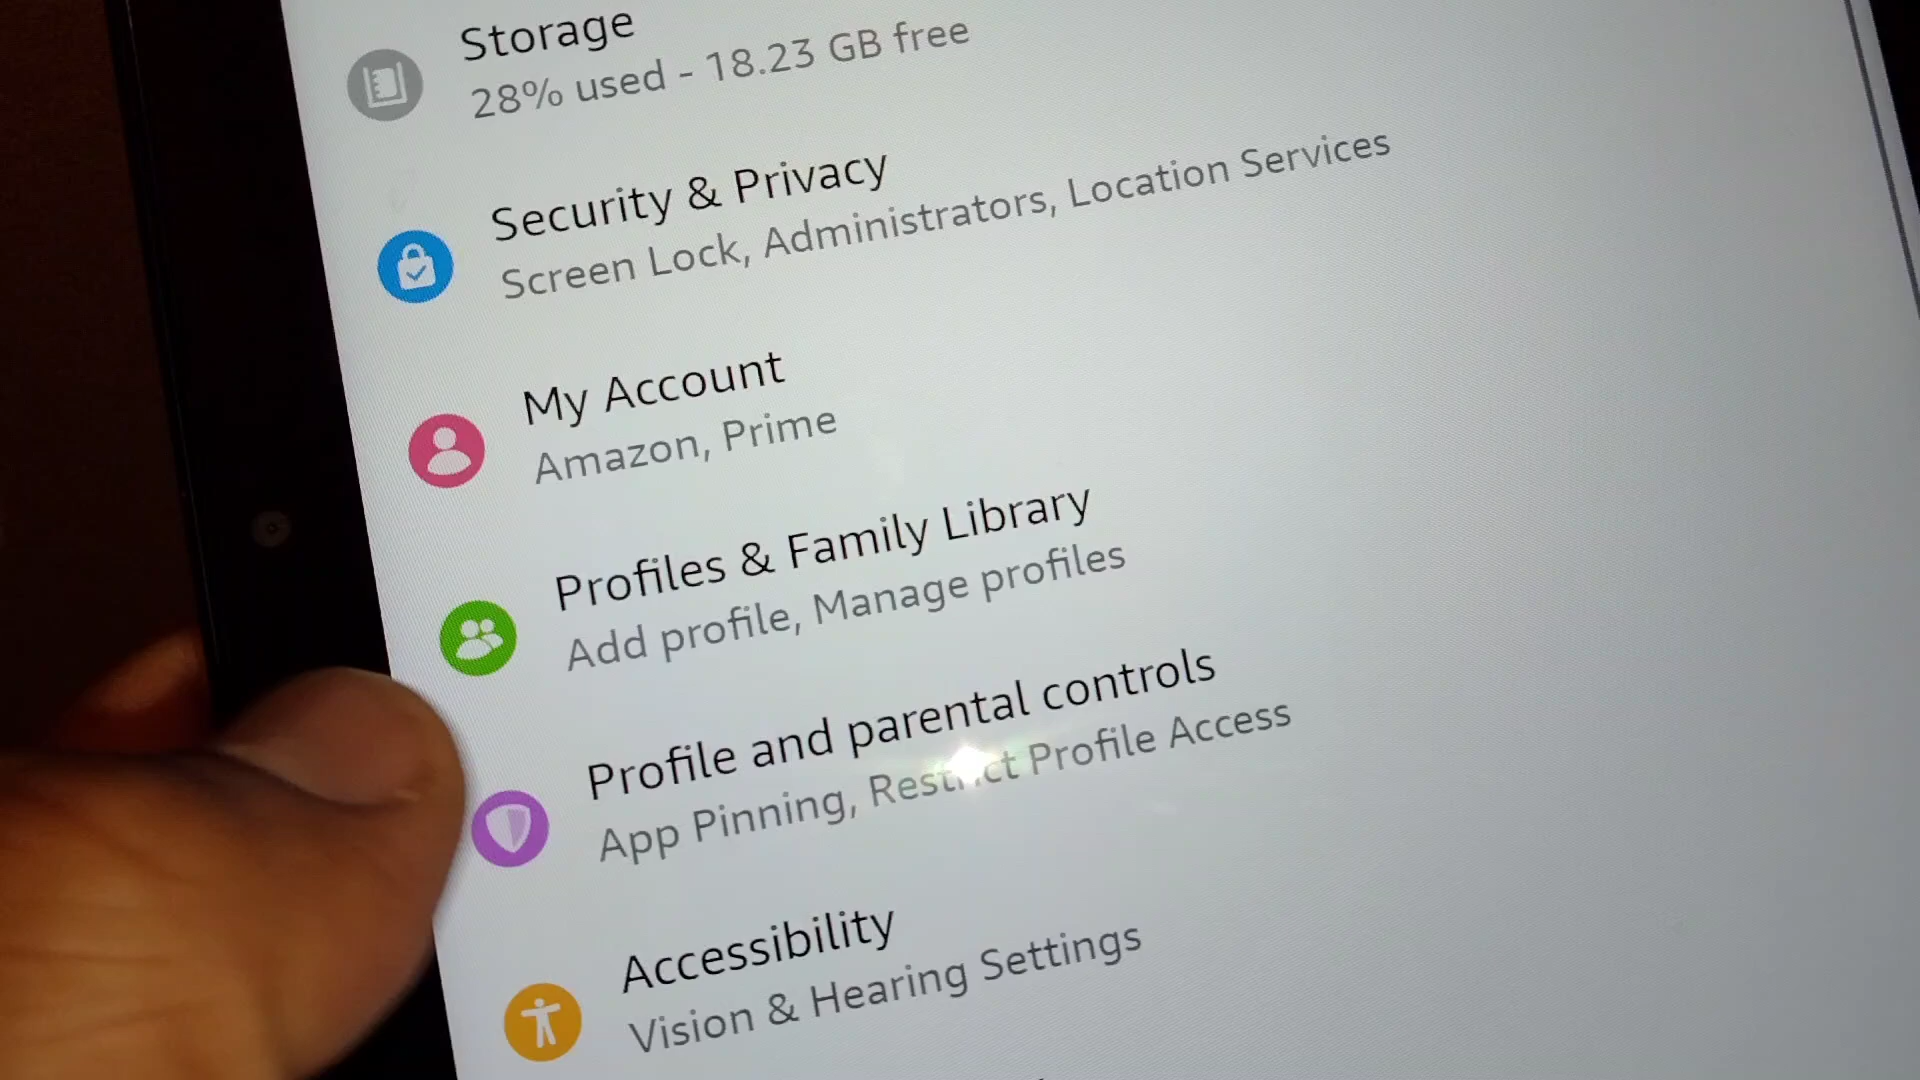 Storage
28% used - 18.23 GB free
Security & Privacy
Screen Lock, Administrators, Location Services
My Account
Amazon, Prime
Profiles & Family Library
Add profile, Manage profiles
Profile and parental controls
App Pinning, Restrict Profile Access
Accessibility
Vision & Hearing Settings